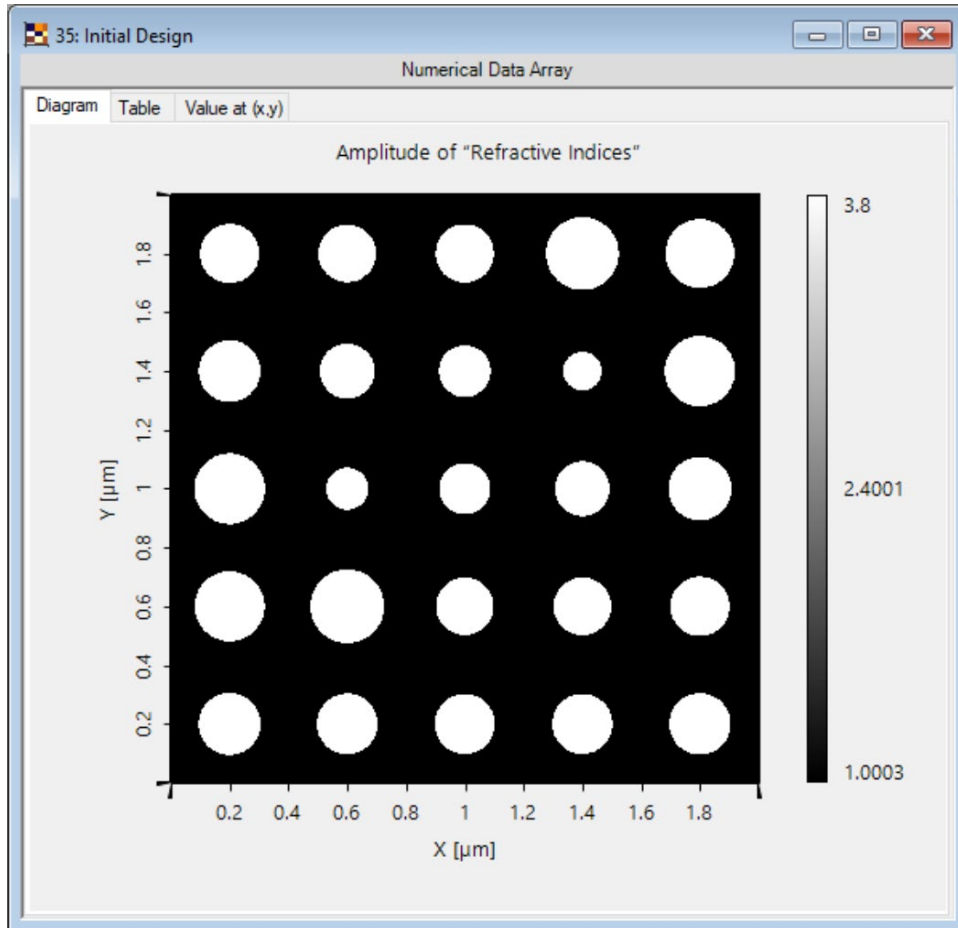 35: Initial Design
Numerical Data Array
Diagram Table Value at (x,y)
Amplitude of “Refractive Indices”
3.8
2.4001
1.0003
Y [µm]
1.8
1.6
1.4
1.2
1
0.8
0.6
0.4
0.2
0.2 0.4 0.6 0.8 1 1.2 1.4 1.6 1.8
X [µm]